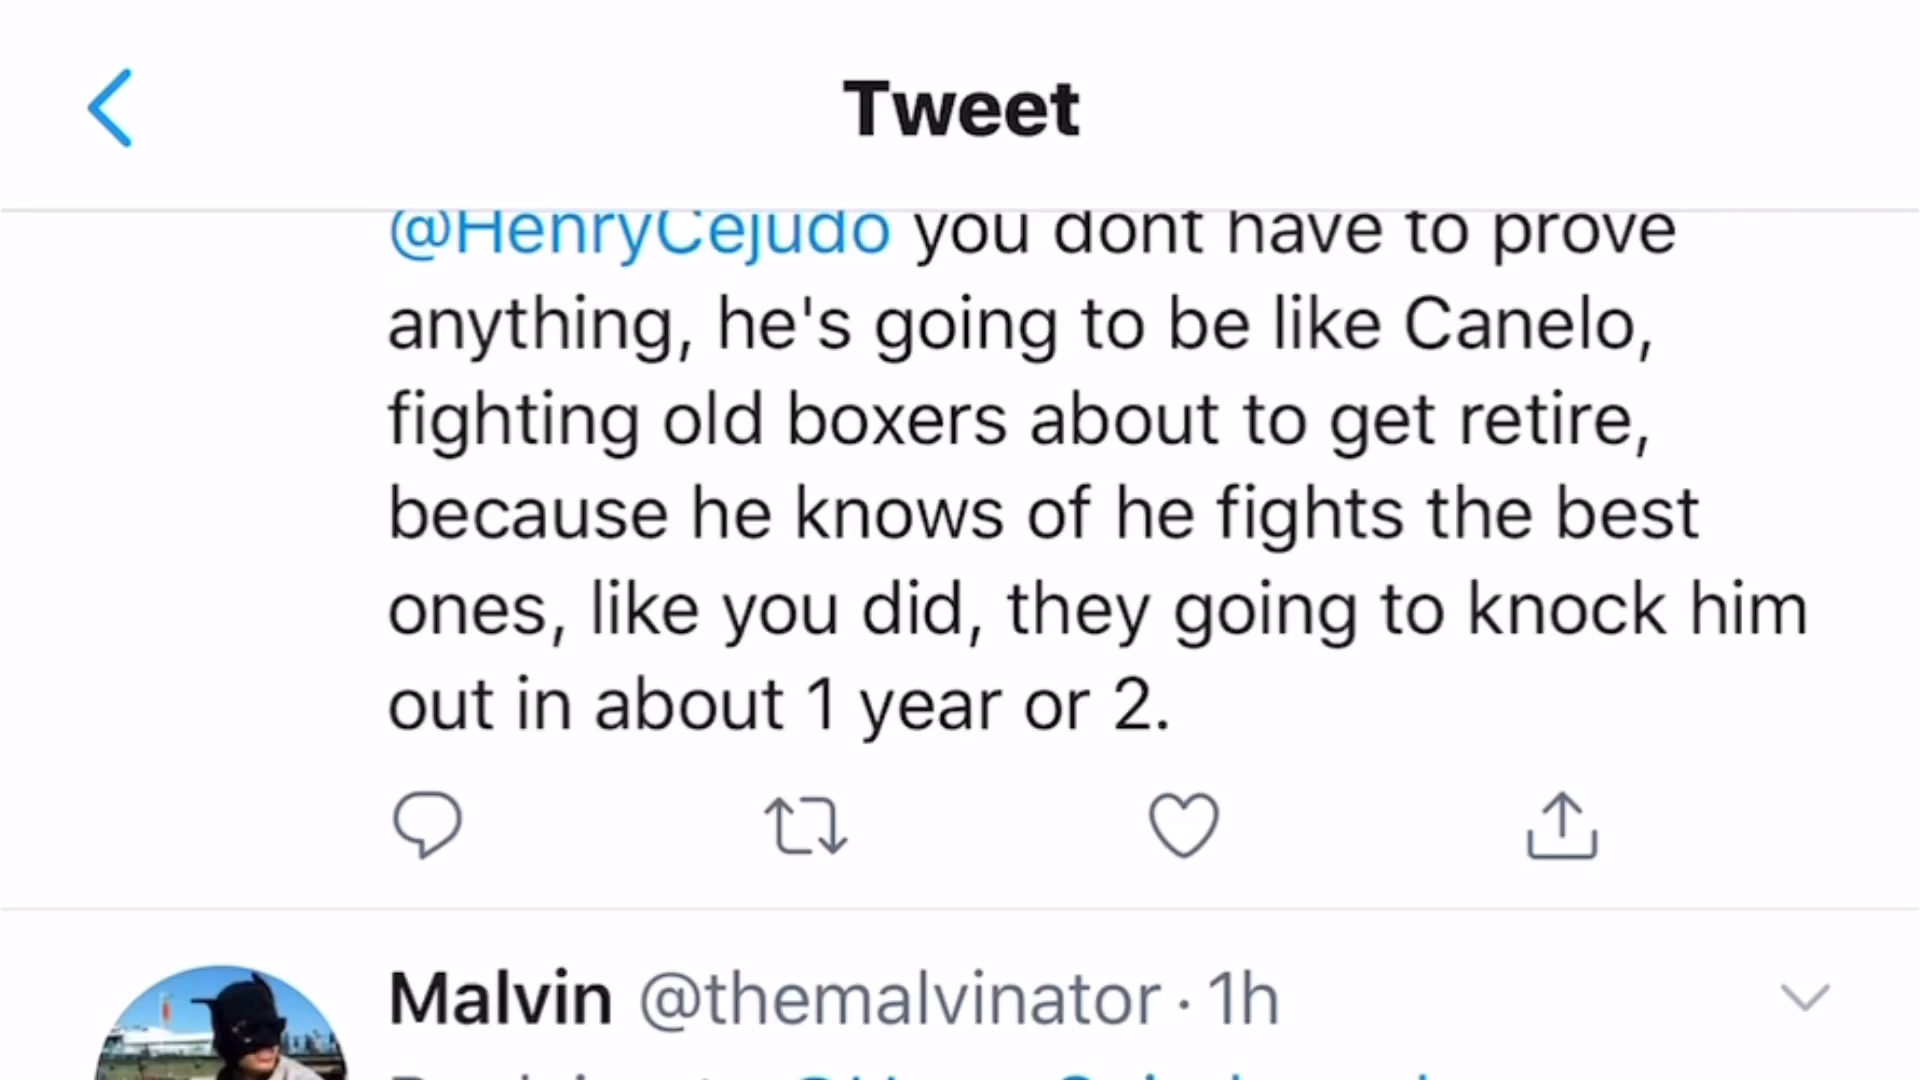 Tweet
@HenryCejudo you dont have to prove
anything, he's going to be like Canelo,
fighting old boxers about to get retire,
because he knows of he fights the best
ones, like you did, they going to knock him
out in about 1 year or 2.
Malvin @themalvinator · 1h